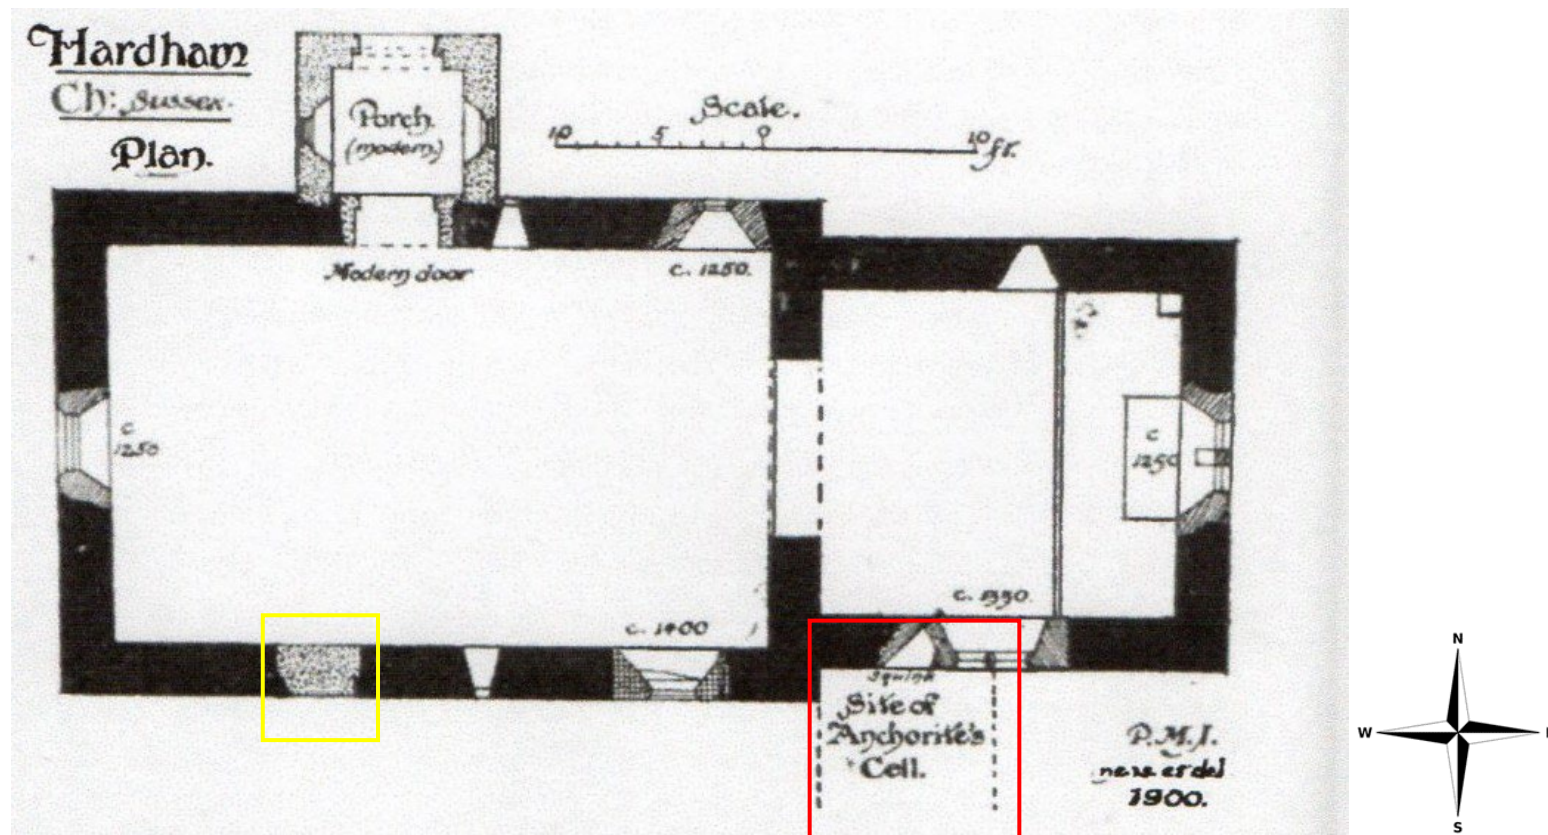 Hardham
Ch: Sussex.
Plan.
Porch.
(modern)
Scale.
10 5 0 10 ft.
Modern door
c. 1250.
c
1250
c
1250
c. 1330.
c. 1400
Squint
Site of
Anchorite's
Cell.
P.M.J.
del
1900.
N
W
S